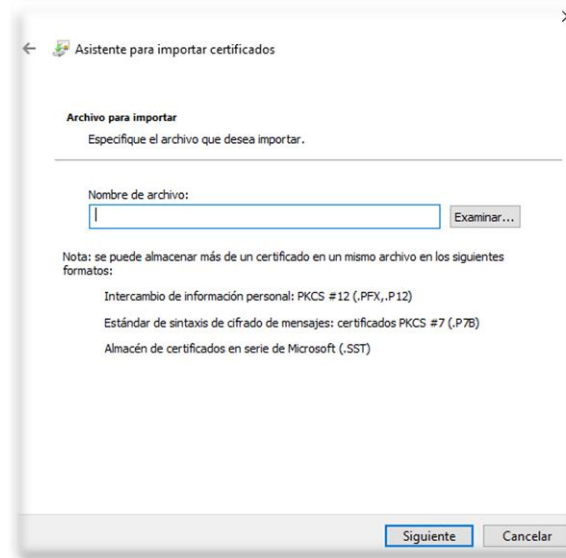 Asistente para importar certificados
Archivo para importar
Especifique el archivo que desea importar.
Nombre de archivo:
Examinar...
Nota: se puede almacenar más de un certificado en un mismo archivo en los siguientes
formatos:
Intercambio de información personal: PKCS #12 (.PFX,.P12)
Estándar de sintaxis de cifrado de mensajes: certificados PKCS #7 (.P7B)
Almacén de certificados en serie de Microsoft (.SST)
Siguiente
Cancelar